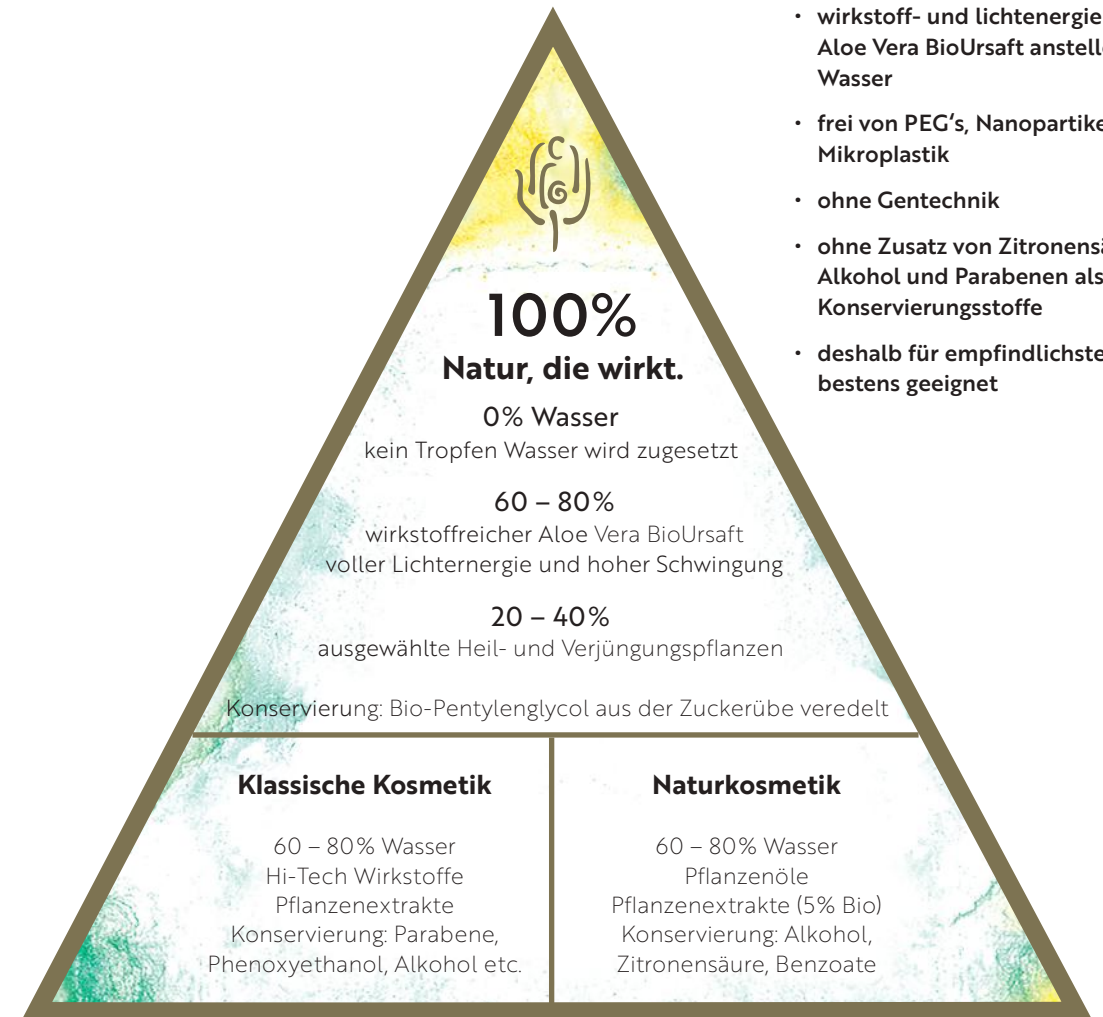 100%
Natur, die wirkt.
0% Wasser
kein Tropfen Wasser wird zugesetzt
60 – 80%
wirkstoffreicher Aloe Vera BioUrsaft
voller Lichternergie und hoher Schwingung
20 – 40%
ausgewählte Heil- und Verjüngungspflanzen
Konservierung: Bio-Pentylenglycol aus der Zuckerübe veredelt
Klassische Kosmetik
60 – 80% Wasser
Hi-Tech Wirkstoffe
Pflanzenextrakte
Konservierung: Parabene,
Phenoxyethanol, Alkohol etc.
Naturkosmetik
60 – 80% Wasser
Pflanzenöle
Pflanzenextrakte (5% Bio)
Konservierung: Alkohol,
Zitronensäure, Benzoate
• wirkstoff- und lichtenergie
Aloe Vera BioUrsaft anstell
Wasser
• frei von PEG's, Nanopartike
Mikroplastik
• ohne Gentechnik
• ohne Zusatz von Zitronensä
Alkohol und Parabenen als
Konservierungsstoffe
• deshalb für empfindlichste
bestens geeignet